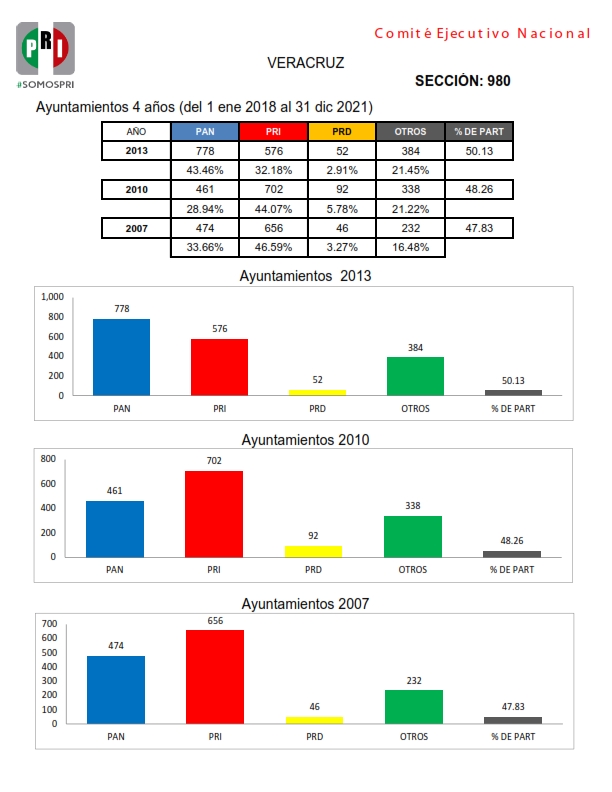 Comité Ejecutivo Nacional
PRI
#SOMOSPRI
VERACRUZ
SECCIÓN: 980
Ayuntamientos 4 años (del 1 ene 2018 al 31 dic 2021)
AÑO PAN PRI PRD OTROS % DE PART
2013 778 576 52 384 50.13
43.46% 32.18% 2.91% 21.45%
2010 461 702 92 338 48.26
28.94% 44.07% 5.78% 21.22%
2007 474 656 46 232 47.83
33.66% 46.59% 3.27% 16.48%
Ayuntamientos 2013
1,000
800
600
400
200
0
778
576
52
384
50.13
PAN PRI PRD OTROS % DE PART
Ayuntamientos 2010
800
600
400
200
0
461
702
92
338
48.26
PAN PRI PRD OTROS % DE PART
Ayuntamientos 2007
700
600
500
400
300
200
100
0
474
656
46
232
47.83
PAN PRI PRD OTROS % DE PART